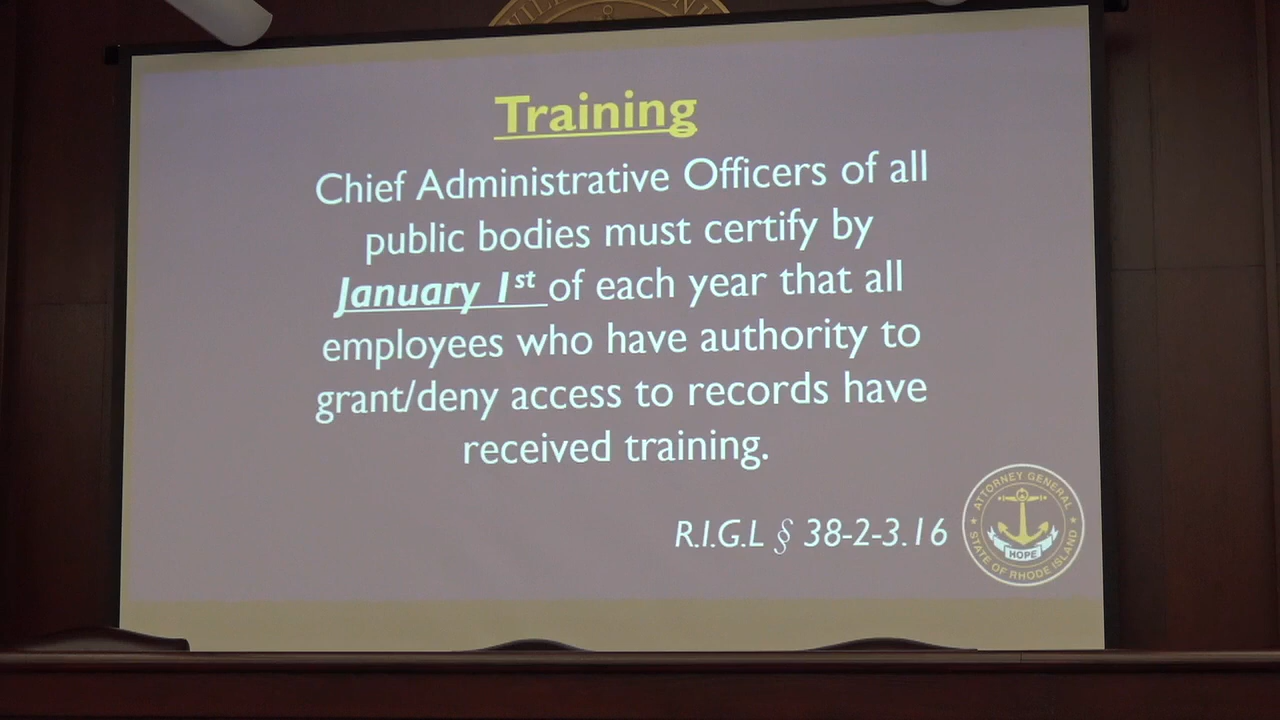 Training
Chief Administrative Officers of all
public bodies must certify by
January 1st of each year that all
employees who have authority to
grant/deny access to records have
received training.
R.I.G.L § 38-2-3.16
ATTORNEY GENERAL
HOPE
STATE OF RHODE ISLAND